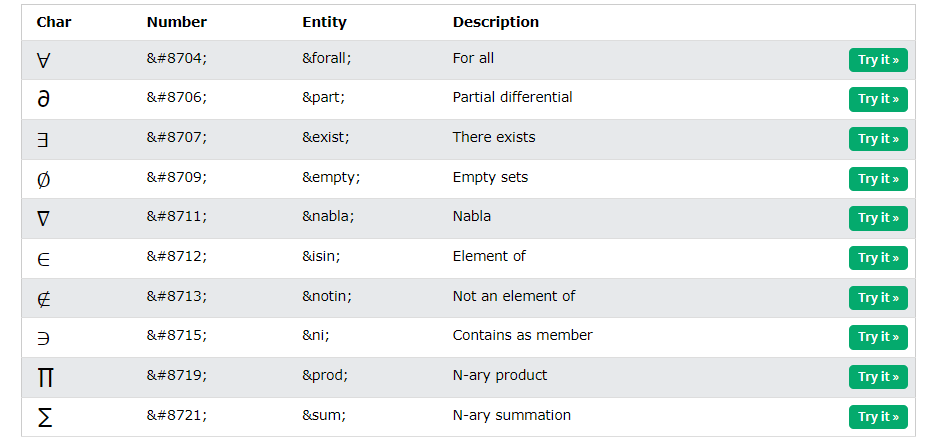 Char Number Entity Description
∀ &#8704; &forall; For all Try it »
∂ &#8706; &part; Partial differential Try it »
∃ &#8707; &exist; There exists Try it »
∅ &#8709; &empty; Empty sets Try it »
∇ &#8711; &nabla; Nabla Try it »
∈ &#8712; &isin; Element of Try it »
∉ &#8713; &notin; Not an element of Try it »
∋ &#8715; &ni; Contains as member Try it »
∏ &#8719; &prod; N-ary product Try it »
∑ &#8721; &sum; N-ary summation Try it »